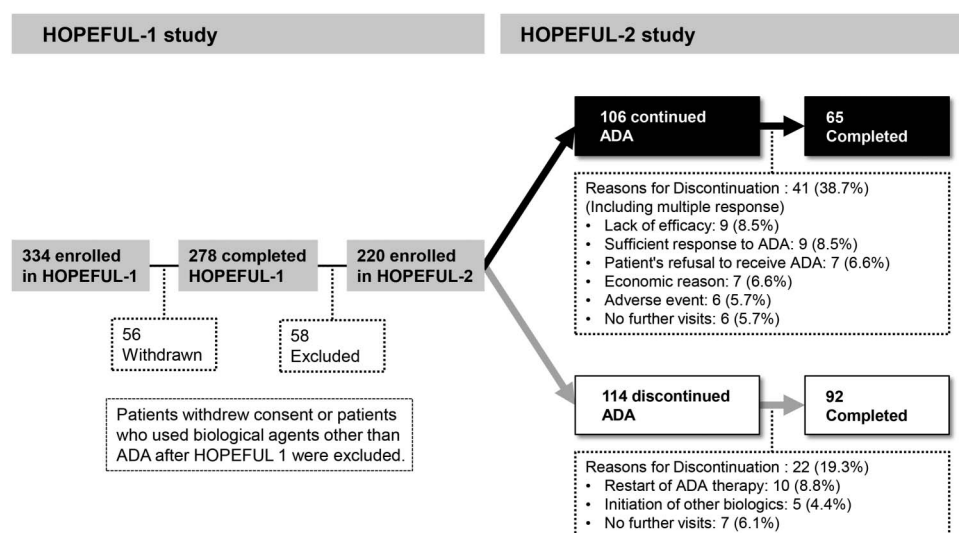 HOPEFUL-1 study
HOPEFUL-2 study
334 enrolled
in HOPEFUL-1
278 completed
HOPEFUL-1
220 enrolled
in HOPEFUL-2
56
Withdrawn
58
Excluded
Patients withdrew consent or patients
who used biological agents other than
ADA after HOPEFUL 1 were excluded.
106 continued
ADA
65
Completed
Reasons for Discontinuation : 41 (38.7%)
(Including multiple response)
• Lack of efficacy: 9 (8.5%)
• Sufficient response to ADA: 9 (8.5%)
• Patient's refusal to receive ADA: 7 (6.6%)
• Economic reason: 7 (6.6%)
• Adverse event: 6 (5.7%)
• No further visits: 6 (5.7%)
114 discontinued
ADA
92
Completed
Reasons for Discontinuation : 22 (19.3%)
• Restart of ADA therapy: 10 (8.8%)
• Initiation of other biologics: 5 (4.4%)
• No further visits: 7 (6.1%)